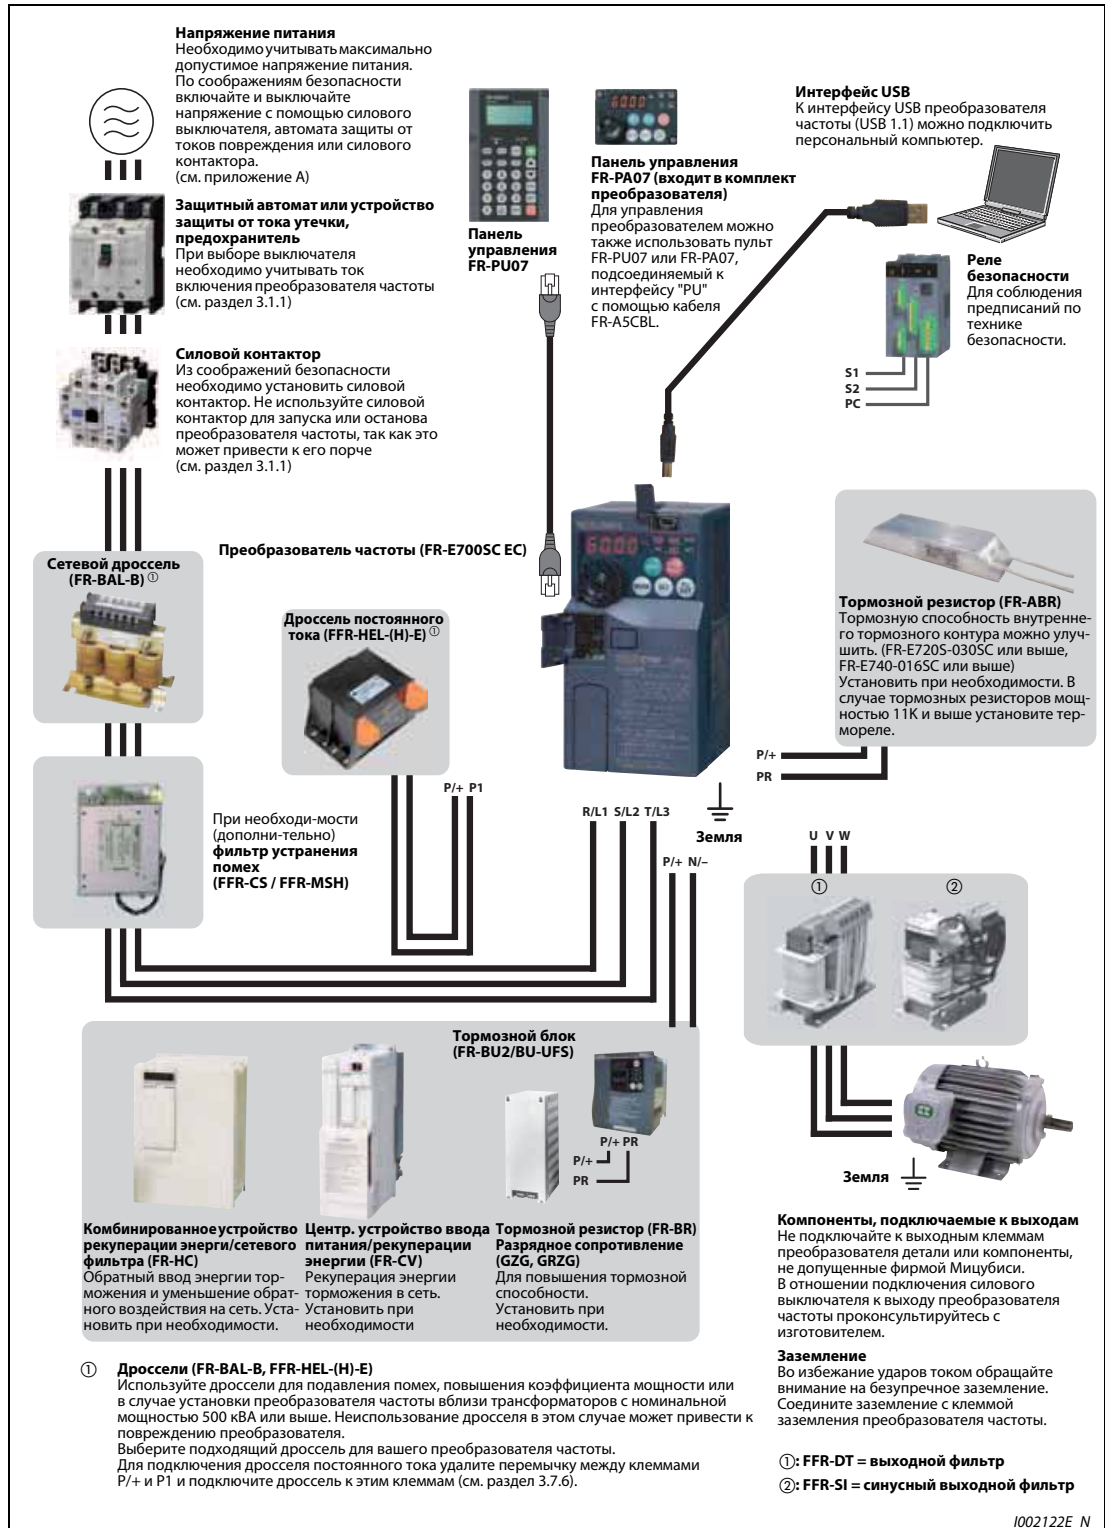 Напряжение питания
Необходимо учитывать максимально
допустимое напряжение питания.
По соображениям безопасности
включайте и выключайте
напряжение с помощью силового
выключателя, автомата защиты от
токов повреждения или силового
контактора.
(см. приложение А)
Защитный автомат или устройство
защиты от тока утечки,
предохранитель
При выборе выключателя
необходимо учитывать ток
включения преобразователя частоты
(см. раздел 3.1.1)
Силовой контактор
Из соображений безопасности
необходимо установить силовой
контактор. Не используйте силовой
контактор для запуска или останова
преобразователя частоты, так как это
может привести к его порче
(см. раздел 3.1.1)
Панель
управления
FR-PU07
Панель управления
FR-PA07 (входит в комплект
преобразователя)
Для управления
преобразователем можно
также использовать пульт
FR-PU07 или FR-PA07,
подсоединяемый к
интерфейсу "PU"
с помощью кабеля
FR-A5CBL.
Интерфейс USB
К интерфейсу USB преобразователя
частоты (USB 1.1) можно подключить
персональный компьютер.
Реле
безопасности
Для соблюдения
предписаний по
технике
безопасности.
S1
S2
PC
Преобразователь частоты (FR-E700SC EC)
Сетевой дроссель
(FR-BAL-B) ①
Дроссель постоянного
тока (FFR-HEL-(H)-E) ①
Тормозной резистор (FR-ABR)
Тормозную способность внутренне-
го тормозного контура можно улуч-
шить. (FR-E720S-030SC или выше,
FR-E740-016SC или выше)
Установить при необходимости. В
случае тормозных резисторов мощ-
ностью 11K и выше установите тер-
мореле.
P/+
PR
P/+ P1
R/L1 S/L2 T/L3
Земля
P/+ N/–
U V W
① ②
При необходи-мости
(дополни-тельно)
фильтр устранения
помех
(FFR-CS / FFR-MSH)
Тормозной блок
(FR-BU2/BU-UFS)
P/+ PR
P/+
PR
Земля
Комбинированное устройство
рекуперации энерги/сетевого
фильтра (FR-HC)
Обратный ввод энергии тор-
можения и уменьшение обрат-
ного воздействия на сеть. Уста-
новить при необходимости.
Центр. устройство ввода
питания/рекуперации
энергии (FR-CV)
Рекуперация энергии
торможения в сеть.
Установить при
необходимости
Тормозной резистор (FR-BR)
Разрядное сопротивление
(GZG, GRZG)
Для повышения тормозной
способности.
Установить при
необходимости.
Компоненты, подключаемые к выходам
Не подключайте к выходным клеммам
преобразователя детали или компоненты,
не допущенные фирмой Мицубиси.
В отношении подключения силового
выключателя к выходу преобразователя
частоты проконсультируйтесь с
изготовителем.
Заземление
Во избежание ударов током обращайте
внимание на безупречное заземление.
Соедините заземление с клеммой
заземления преобразователя частоты.
①: FFR-DT = выходной фильтр
②: FFR-SI = синусный выходной фильтр
① Дроссели (FR-BAL-B, FFR-HEL-(H)-E)
Используйте дроссели для подавления помех, повышения коэффициента мощности или
в случае установки преобразователя частоты вблизи трансформаторов с номинальной
мощностью 500 кВА или выше. Неиспользование дросселя в этом случае может привести к
повреждению преобразователя.
Выберите подходящий дроссель для вашего преобразователя частоты.
Для подключения дросселя постоянного тока удалите перемычку между клеммами
P/+ и P1 и подключите дроссель к этим клеммам (см. раздел 3.7.6).
I002122E_N